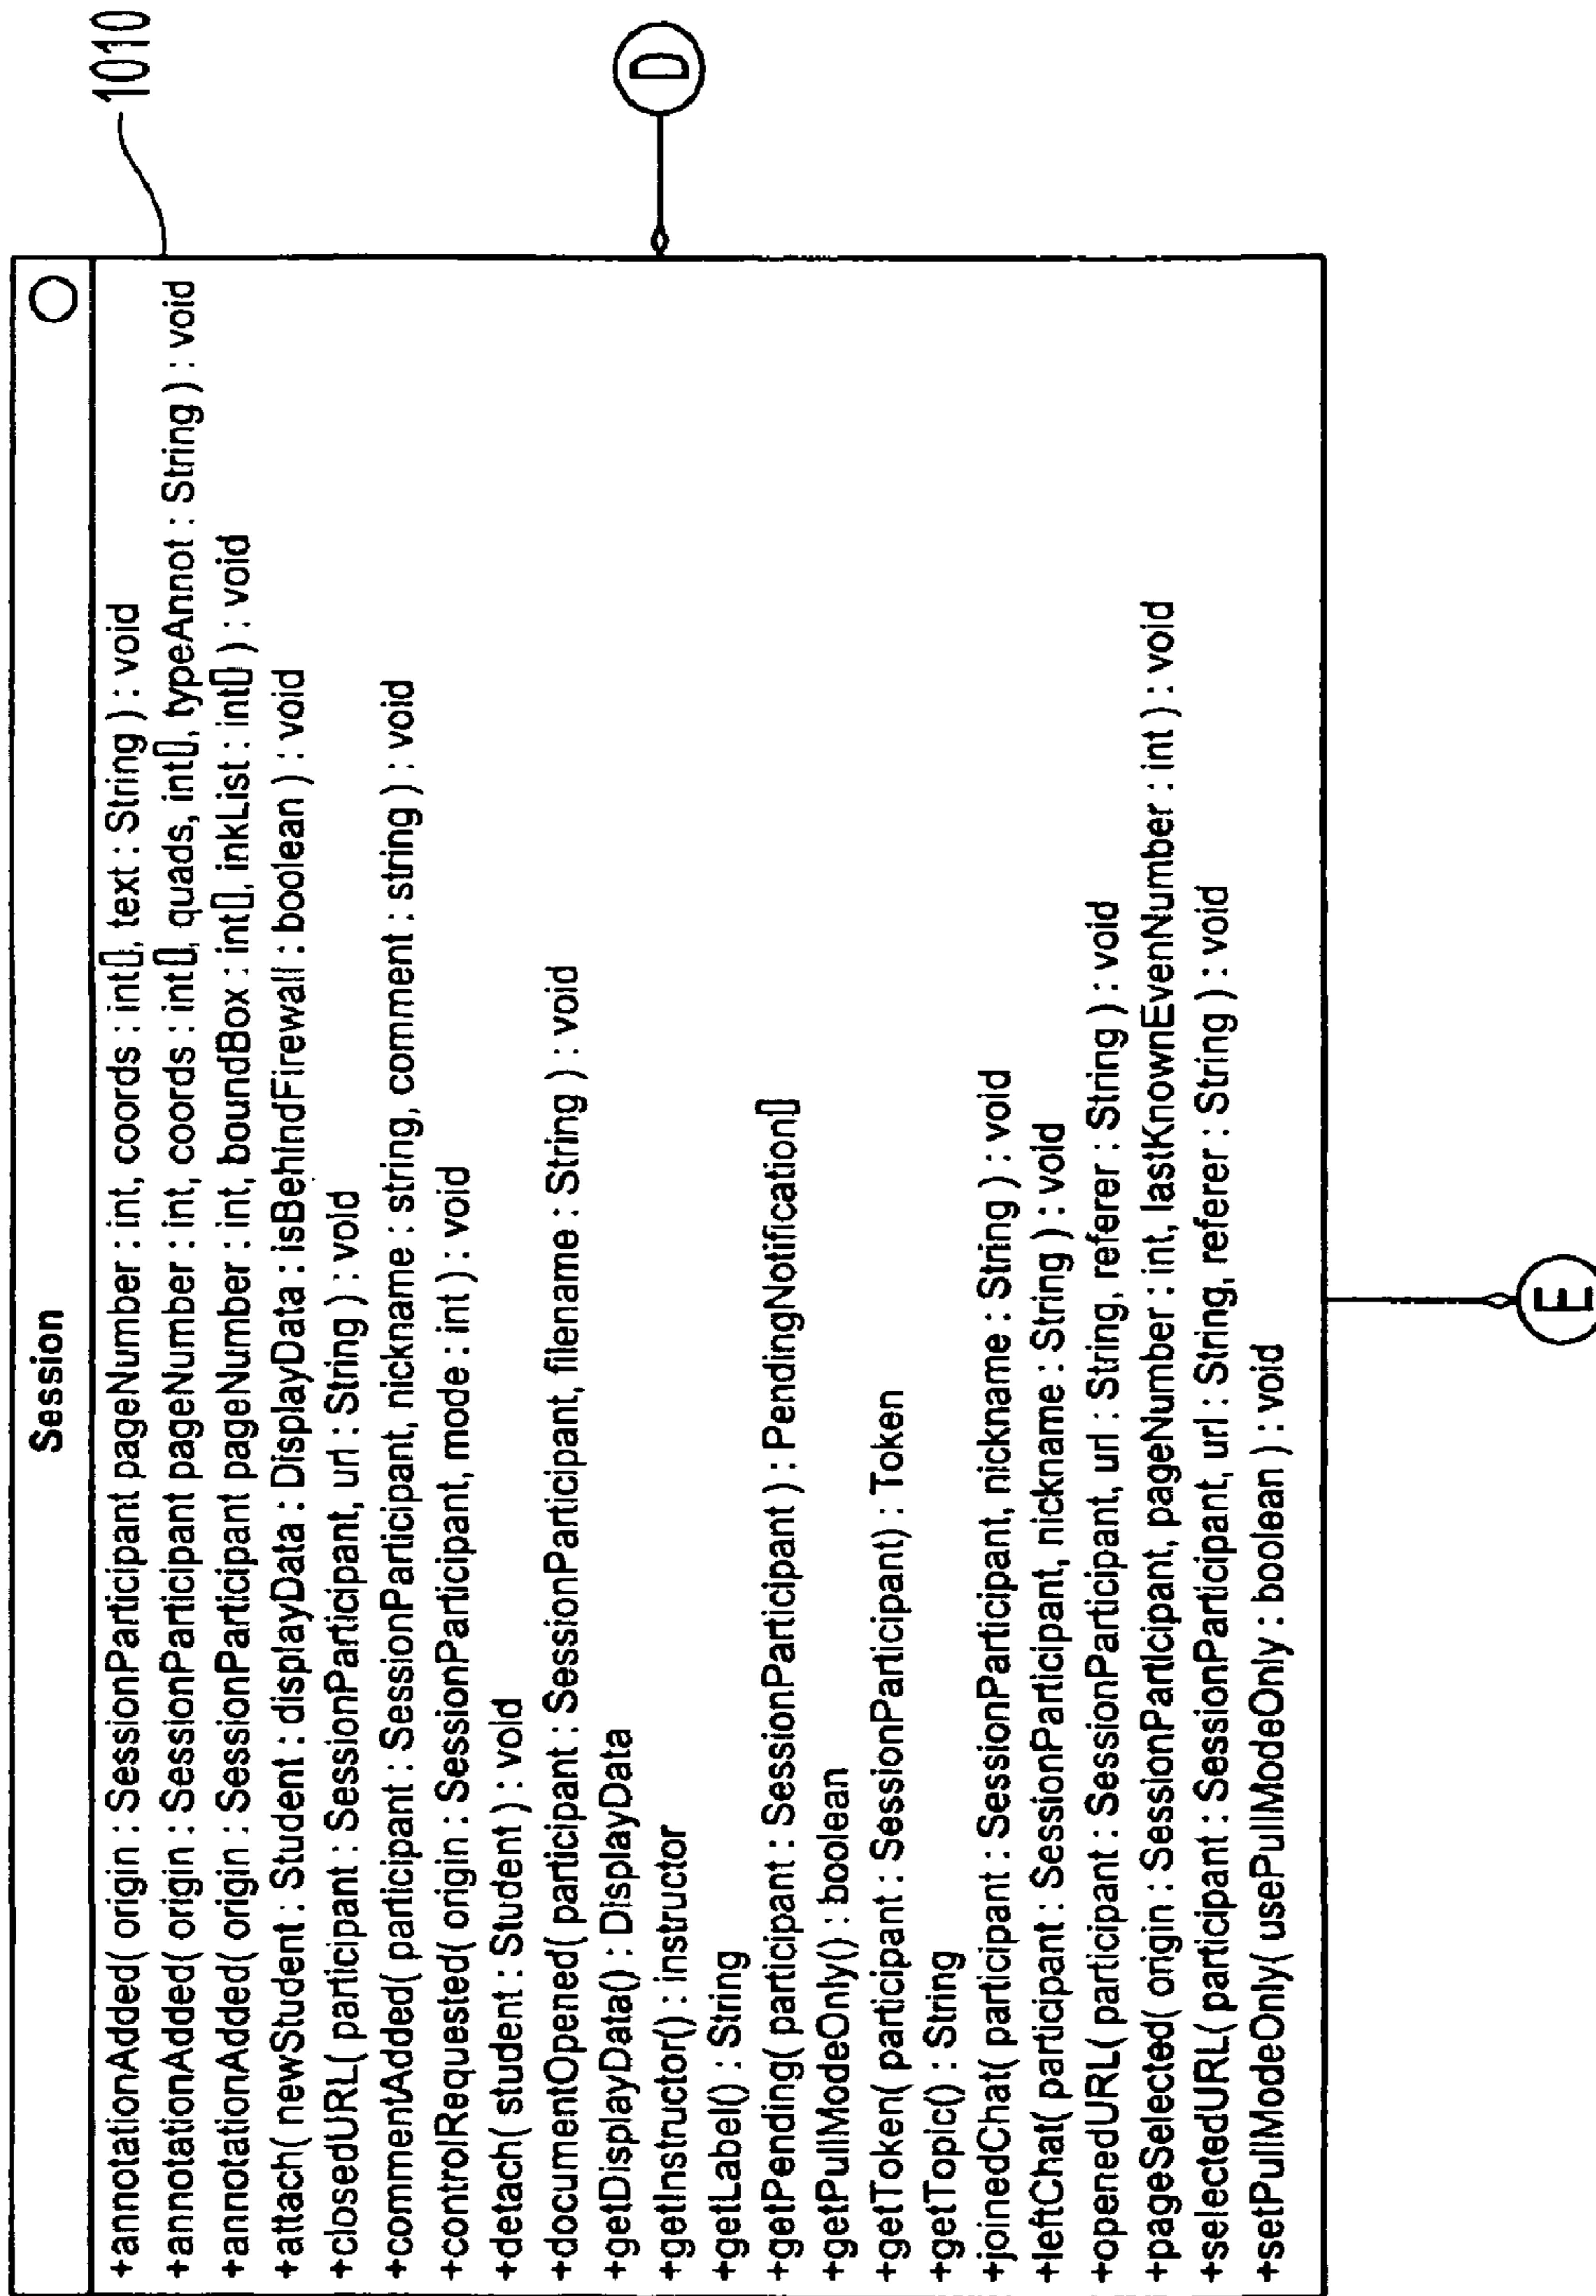 Session
1010
+annotationAdded( origin : SessionParticipant pageNumber : int, coords : int[], text : String ) : void
+annotationAdded( origin : SessionParticipant pageNumber : int, coords : int[], quads, int[], typeAnnot : String ) : void
+annotationAdded( origin : SessionParticipant pageNumber : int, boundBox : int[], inkList : int[] ) : void
+attach( newStudent : Student : displayData : DisplayData : isBehindFirewall : boolean ) : void
+closedURL( participant : SessionParticipant, url : String ) : void
+commentAdded( participant : SessionParticipant, nickname : string, comment : string ) : void
+controlRequested( origin : SessionParticipant, mode : int ) : void
+detach( student : Student ) : void
+documentOpened( participant : SessionParticipant, filename : String ) : void
+getDisplayData() : DisplayData
+getInstructor() : instructor
+getLabel() : String
+getPending( participant : SessionParticipant ) : PendingNotification[]
+getPullModeOnly() : boolean
+getToken( participant : SessionParticipant) : Token
+getTopic() : String
+joinedChat( participant : SessionParticipant, nickname : String ) : void
+leftChat( participant : SessionParticipant, nickname : String ) : void
+openedURL( participant : SessionParticipant, url : String, referer : String ) : void
+pageSelected( origin : SessionParticipant, pageNumber : int, lastKnownEvenNumber : int ) : void
+selectedURL( participant : SessionParticipant, url : String, referer : String ) : void
+setPullModeOnly( usePullModeOnly : boolean ) : void
D
E